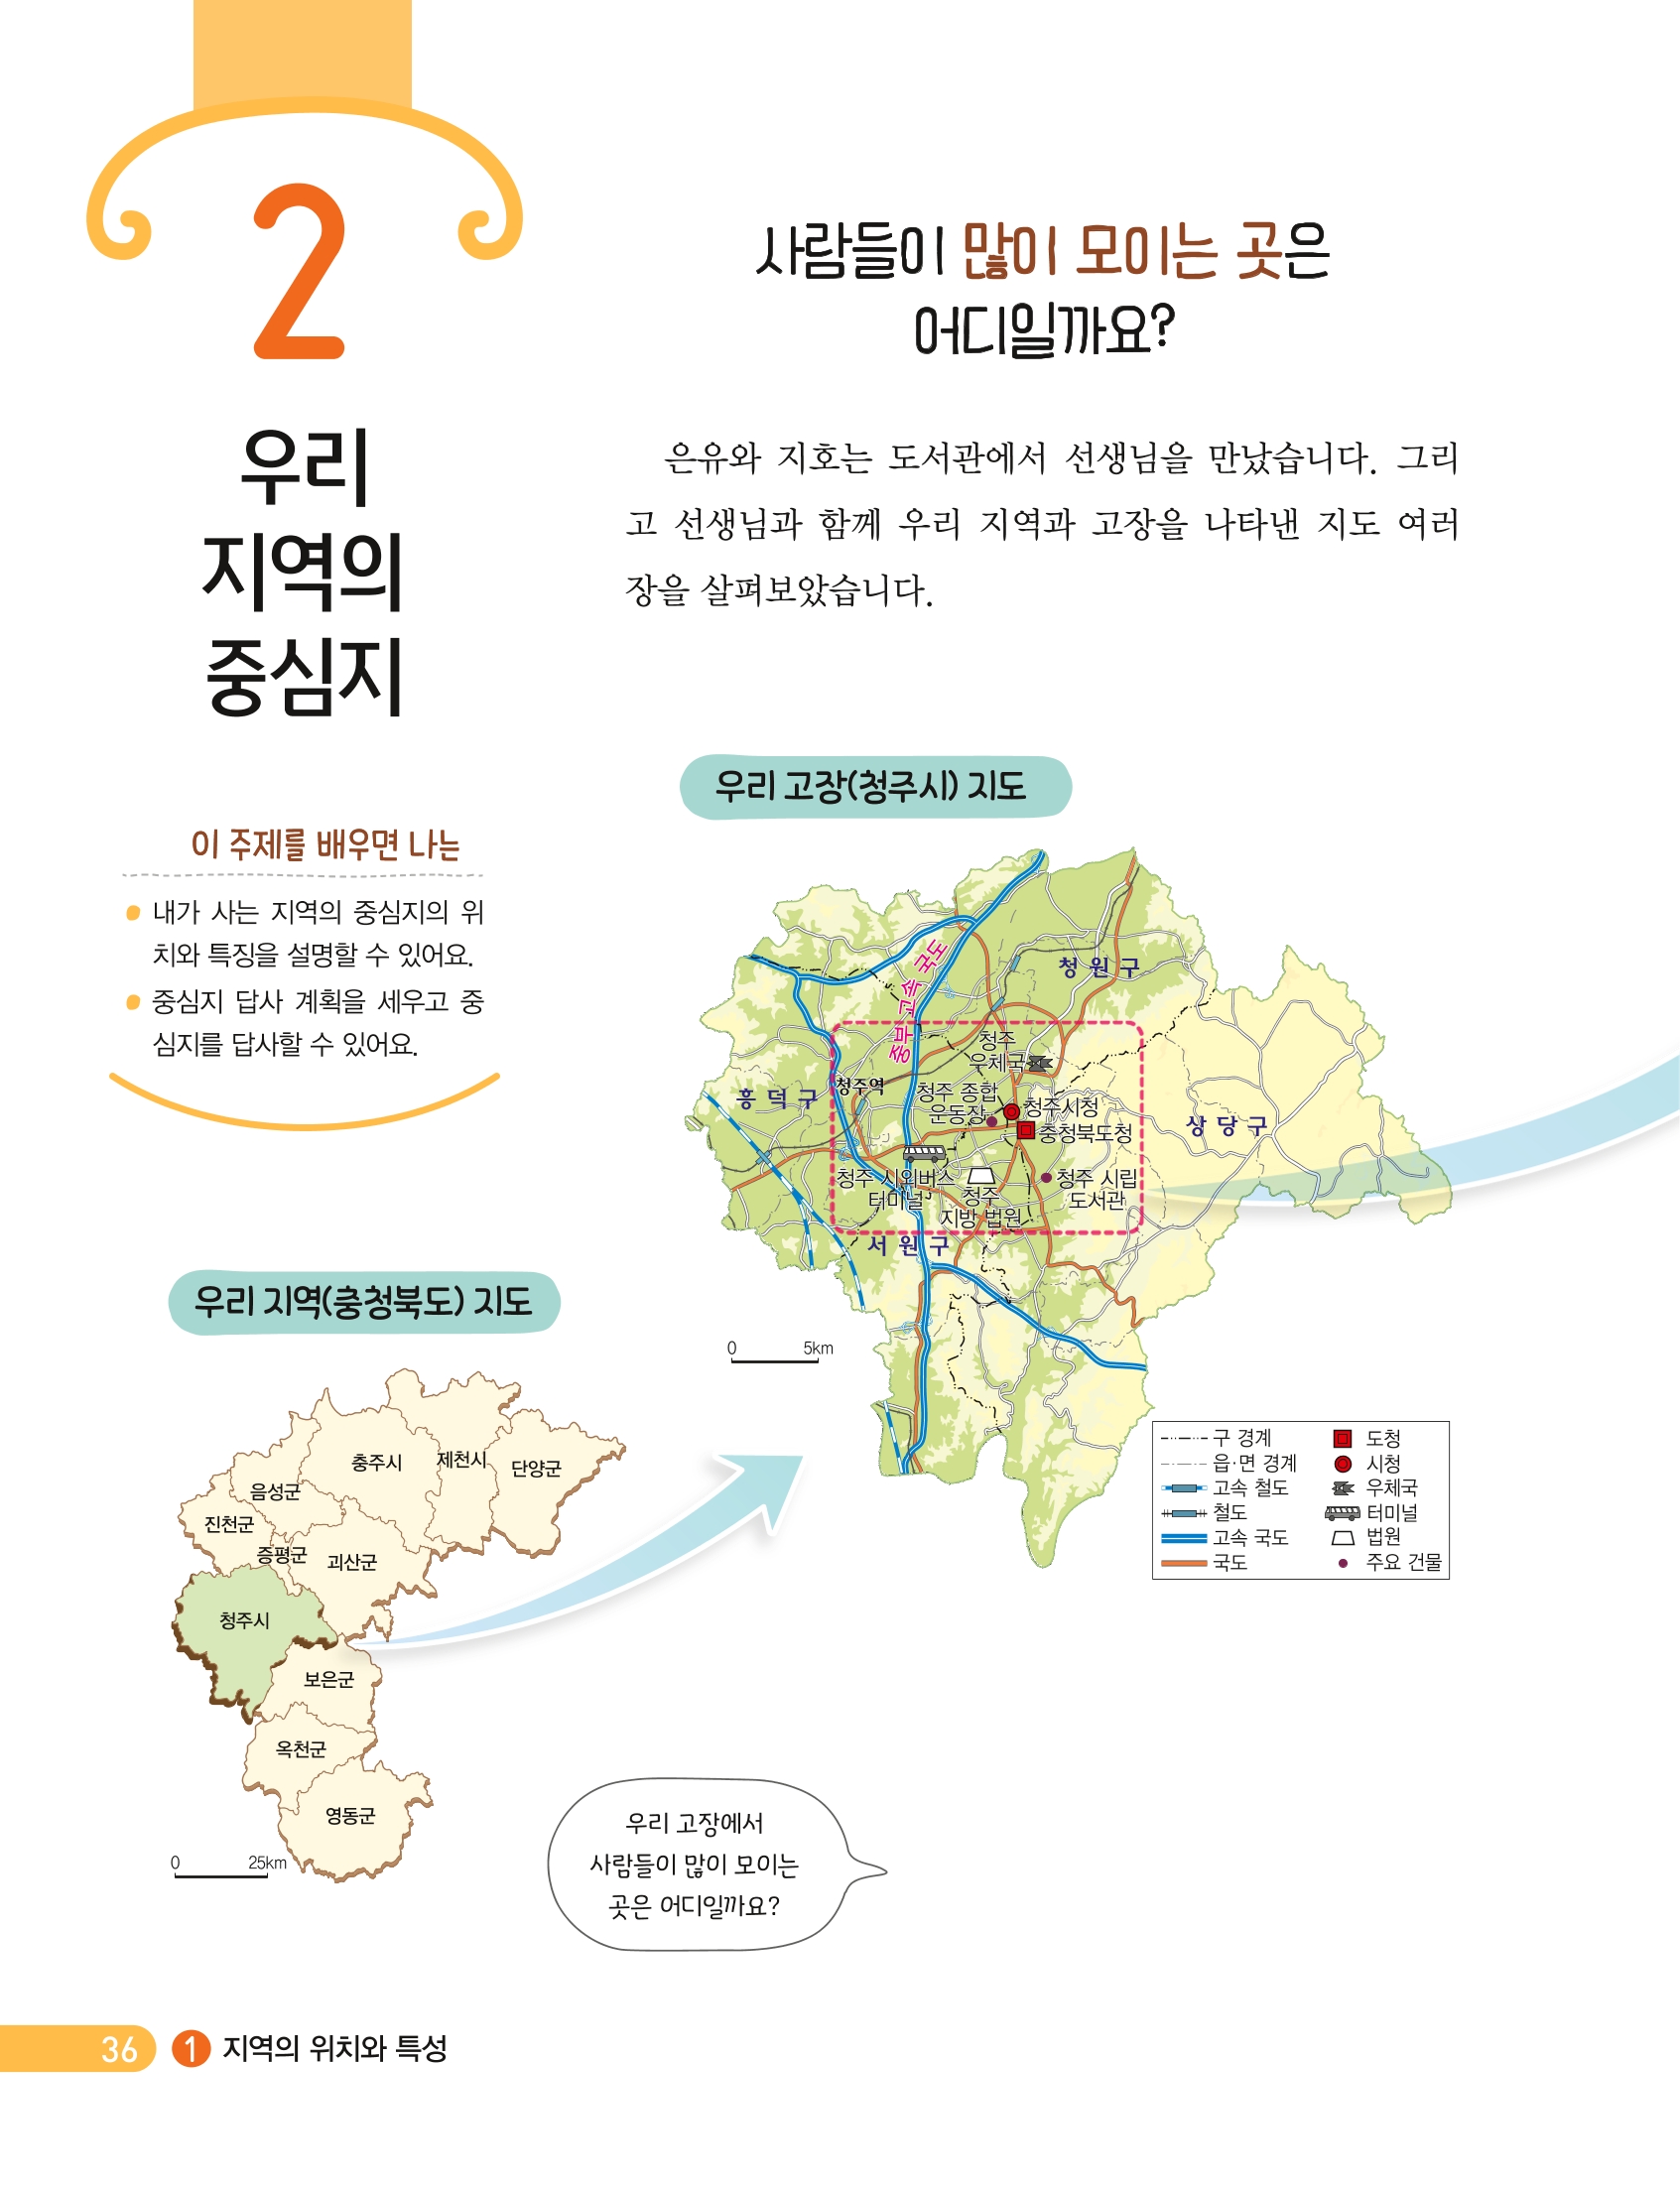 2
우리
지역의
중심지
이 주제를 배우면 나는
내가 사는 지역의 중심지의 위
치와 특징을 설명할 수 있어요.
중심지 답사 계획을 세우고 중
심지를 답사할 수 있어요.
사람들이 많이 모이는 곳은
어디일까요?
은유와 지호는 도서관에서 선생님을 만났습니다. 그리
고 선생님과 함께 우리 지역과 고장을 나타낸 지도 여러
장을 살펴보았습니다.
우리 고장(청주시) 지도
중부 고속 국도
청원구
청주
우체국
흥덕구
청주역
청주 종합
운동장
청주시청
충청북도청
상당구
청주 시외버스
터미널
청주
지방 법원
청주 시립
도서관
서원구
0 5km
구 경계
읍·면 경계
고속 철도
철도
고속 국도
국도
도청
시청
우체국
터미널
법원
주요 건물
우리 지역(충청북도) 지도
충주시
제천시
단양군
음성군
진천군
증평군
괴산군
청주시
보은군
옥천군
영동군
0 25km
우리 고장에서
사람들이 많이 모이는
곳은 어디일까요?
36 1 지역의 위치와 특성